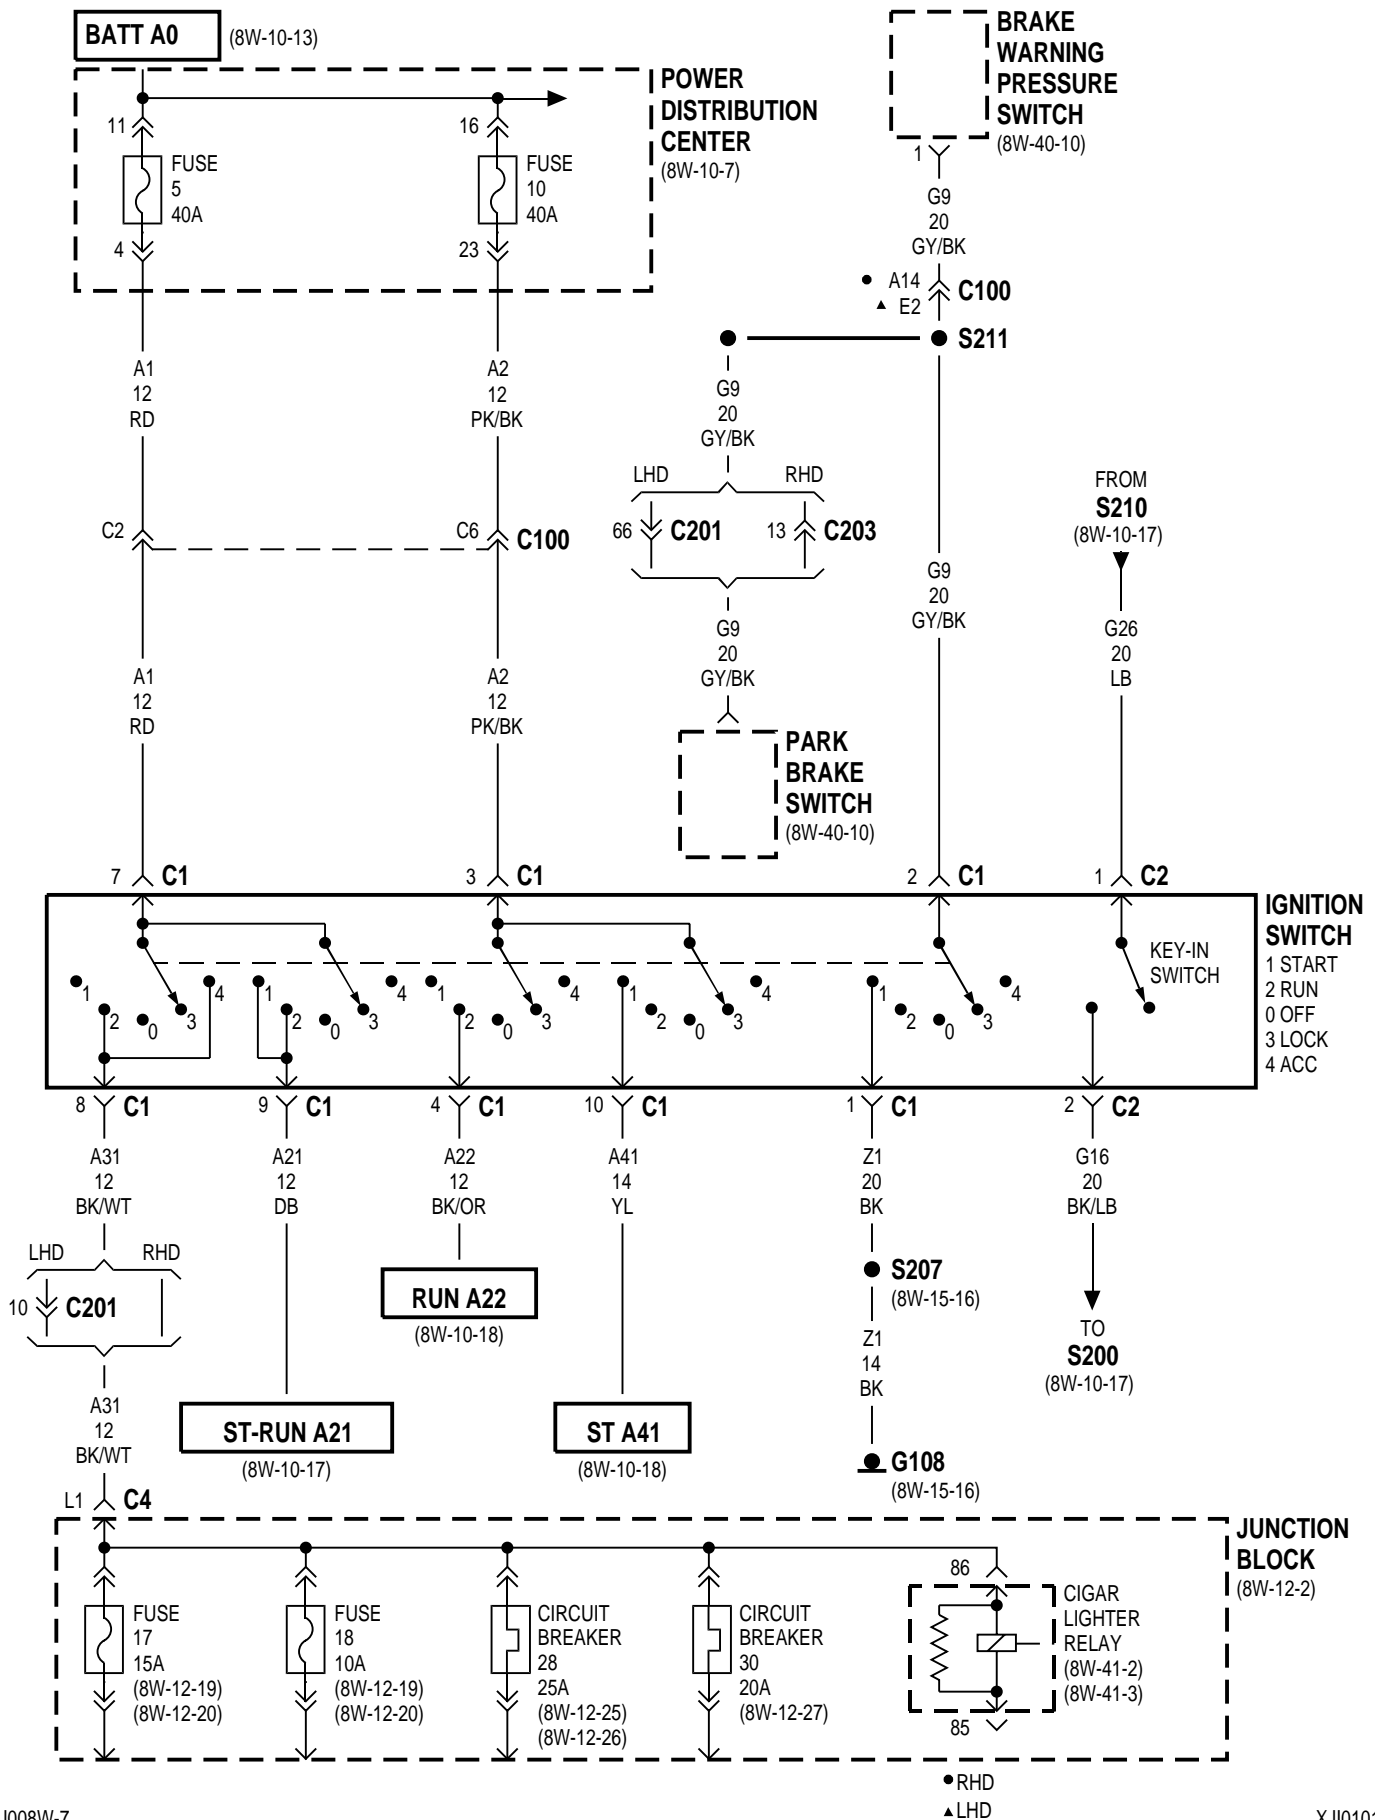 BATT A0
(8W-10-13)
POWER
DISTRIBUTION
CENTER
(8W-10-7)
11
FUSE
5
40A
4
16
FUSE
10
40A
23
BRAKE
WARNING
PRESSURE
SWITCH
(8W-40-10)
1
G9
20
GY/BK
● A14
▲ E2
C100
S211
A1
12
RD
A2
12
PK/BK
G9
20
GY/BK
LHD
RHD
66
C201
13
C203
FROM
S210
(8W-10-17)
C2
C6
C100
G9
20
GY/BK
G9
20
GY/BK
G26
20
LB
A1
12
RD
A2
12
PK/BK
PARK
BRAKE
SWITCH
(8W-40-10)
7 C1
3 C1
2 C1
1 C2
IGNITION
SWITCH
1 START
2 RUN
0 OFF
3 LOCK
4 ACC
KEY-IN
SWITCH
1 2 0 3 4
1 2 0 3 4
1 2 0 3 4
1 2 0 3 4
1 2 0 3 4
8 C1
9 C1
4 C1
10 C1
1 C1
2 C2
A31
12
BK/WT
A21
12
DB
A22
12
BK/OR
A41
14
YL
Z1
20
BK
G16
20
BK/LB
LHD
RHD
10
C201
RUN A22
(8W-10-18)
S207
(8W-15-16)
Z1
14
BK
TO
S200
(8W-10-17)
A31
12
BK/WT
ST-RUN A21
(8W-10-17)
ST A41
(8W-10-18)
G108
(8W-15-16)
L1 C4
JUNCTION
BLOCK
(8W-12-2)
FUSE
17
15A
(8W-12-19)
(8W-12-20)
FUSE
18
10A
(8W-12-19)
(8W-12-20)
CIRCUIT
BREAKER
28
25A
(8W-12-25)
(8W-12-26)
CIRCUIT
BREAKER
30
20A
(8W-12-27)
86
CIGAR
LIGHTER
RELAY
(8W-41-2)
(8W-41-3)
85
● RHD
▲ LHD